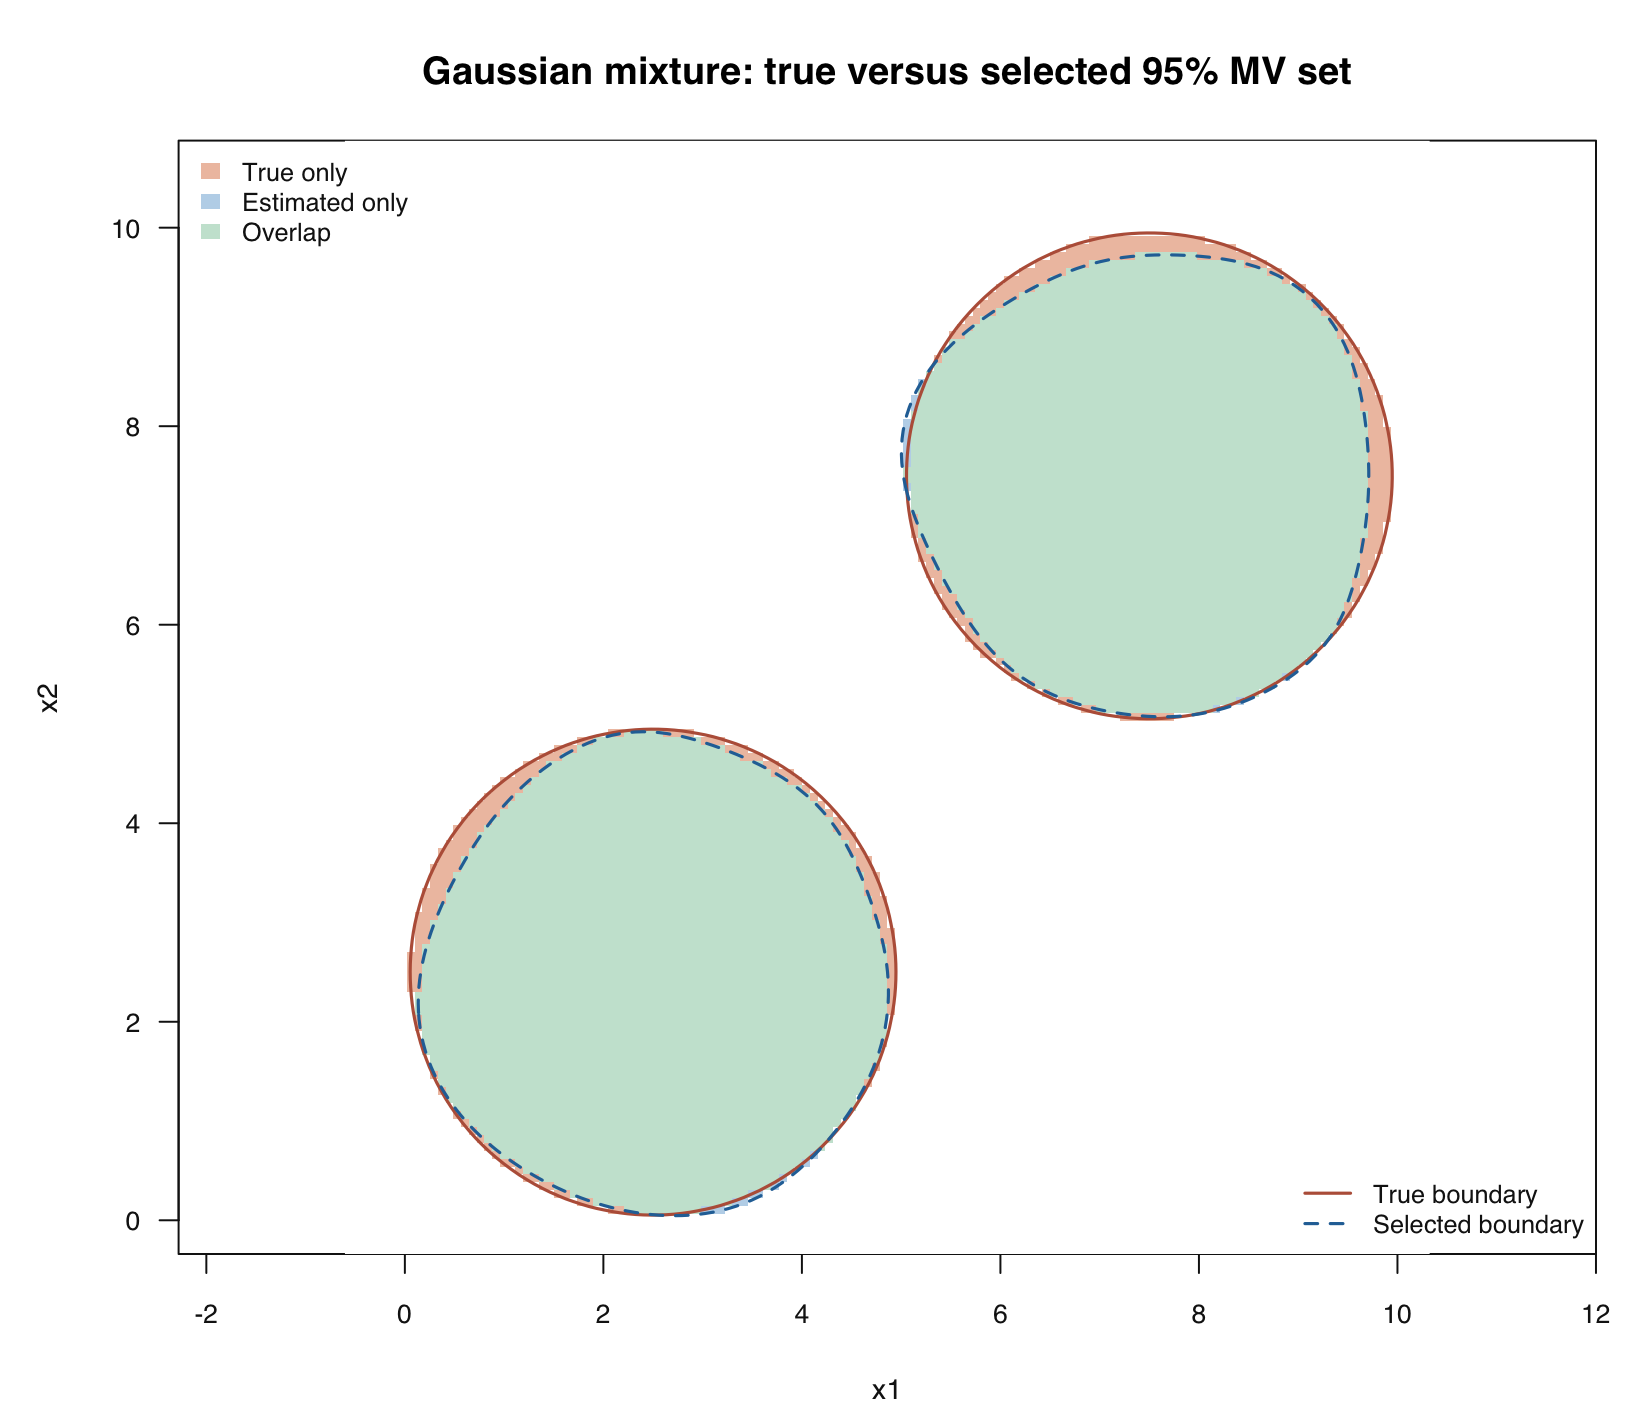 Gaussian mixture: true versus selected 95% MV set
True only
Estimated only
Overlap
10
8
6
4
2
0
x2
True boundary
Selected boundary
-2 0 2 4 6 8 10 12
x1